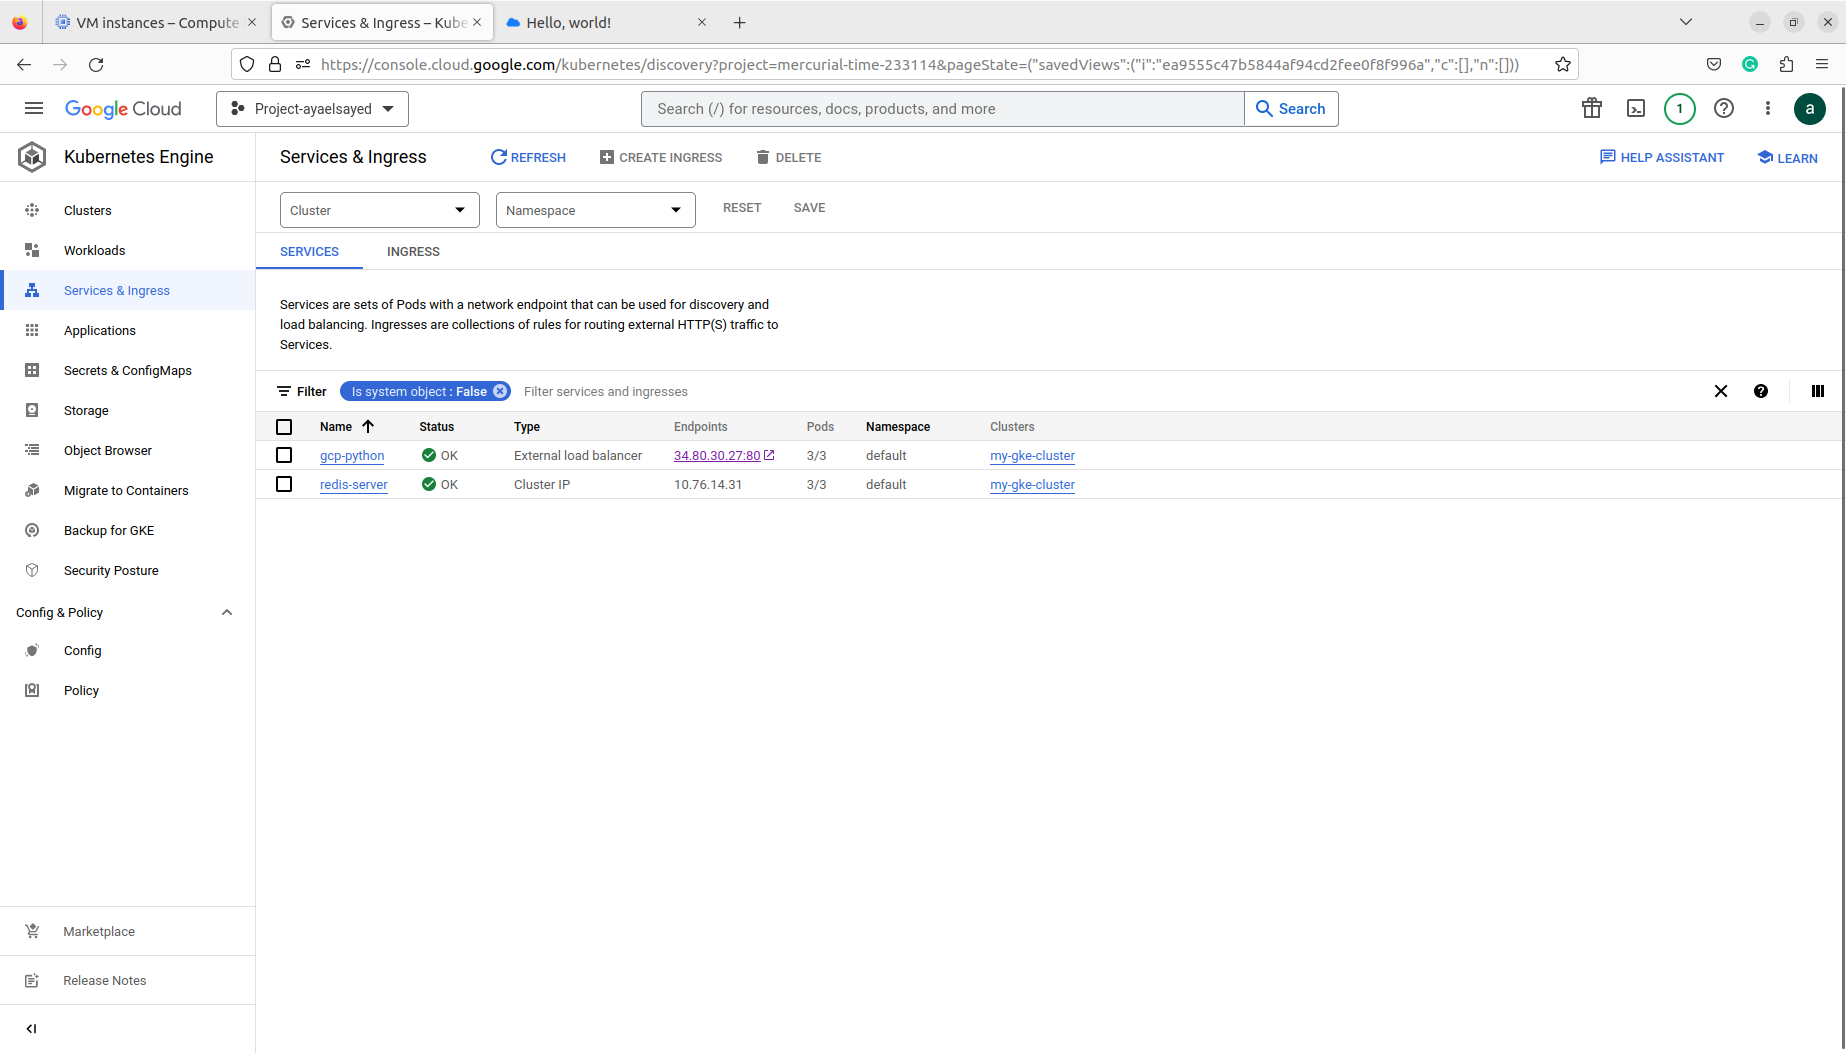 VM instances – Compute
Services & Ingress – Kube
Hello, world!
https://console.cloud.google.com/kubernetes/discovery?project=mercurial-time-233114&pageState=("savedViews":("i":"ea9555c47b5844af94cd2fee0f8f996a","c":[],"n":[]))
Google Cloud
Project-ayaelsayed
Search (/) for resources, docs, products, and more
Search
1
a
Kubernetes Engine
Services & Ingress
REFRESH
CREATE INGRESS
DELETE
HELP ASSISTANT
LEARN
Clusters
Workloads
Services & Ingress
Applications
Secrets & ConfigMaps
Storage
Object Browser
Migrate to Containers
Backup for GKE
Security Posture
Config & Policy
Config
Policy
Marketplace
Release Notes
Cluster
Namespace
RESET
SAVE
SERVICES
INGRESS
Services are sets of Pods with a network endpoint that can be used for discovery and
load balancing. Ingresses are collections of rules for routing external HTTP(S) traffic to
Services.
Filter
Is system object : False
Filter services and ingresses
Name Status Type Endpoints Pods Namespace Clusters
gcp-python OK External load balancer 34.80.30.27:80 3/3 default my-gke-cluster
redis-server OK Cluster IP 10.76.14.31 3/3 default my-gke-cluster